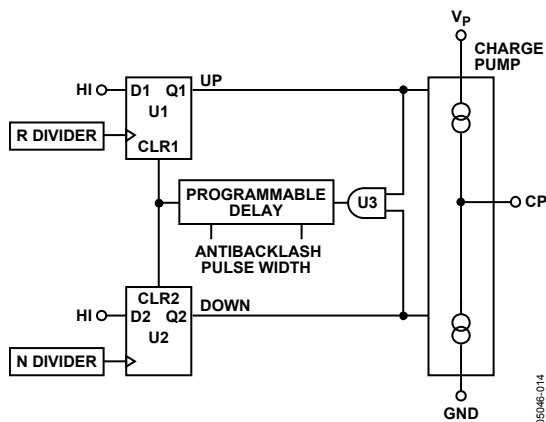 VP
CHARGE
PUMP
HI
D1 Q1
UP
U1
R DIVIDER
CLR1
PROGRAMMABLE
DELAY
U3
CP
ANTIBACKLASH
PULSE WIDTH
CLR2
HI
D2 Q2
DOWN
U2
N DIVIDER
GND
05046-014